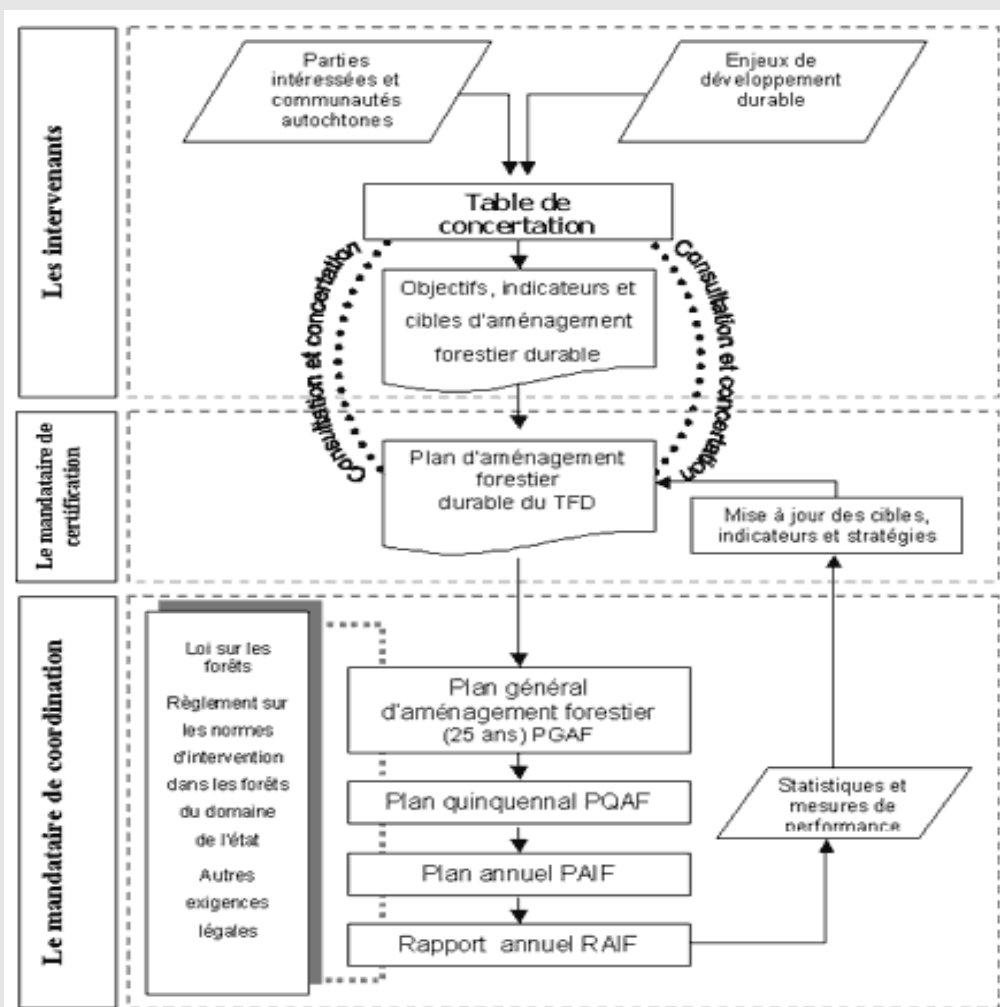 Les intervenants
Parties
intéressées et
communautés
autochtones
Enjeux de
développement
durable
Table de
concertation
Consultation et concertation
Objectifs, indicateurs et
cibles d'aménagement
forestier durable
Consultation et concertation
Le mandataire de
certification
Plan d'aménagement
forestier
durable du TFD
Mise à jour des cibles,
indicateurs et stratégies
Le mandataire de coordination
Loi sur les
forêts
Règlement sur
les normes
d'intervention
dans les forêts
du domaine
de l'état
Autres
exigences
légales
Plan général
d'aménagement forestier
(25 ans) PGAF
Plan quinquennal PQAF
Plan annuel PAIF
Rapport annuel RAIF
Statistiques et
mesures de
performance